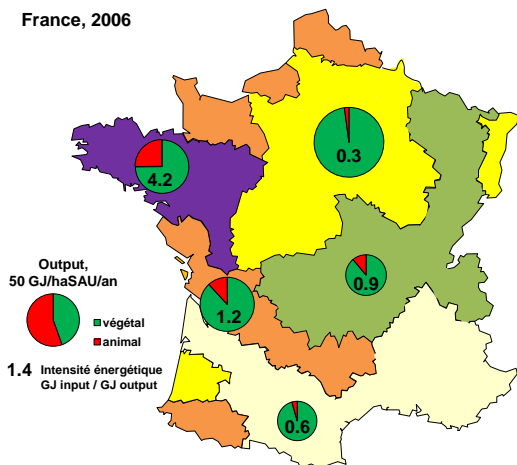 France, 2006
0.3
4.2
0.9
1.2
0.6
Output,
50 GJ/haSAU/an
végétal
animal
1.4 Intensité énergétique
GJ input / GJ output